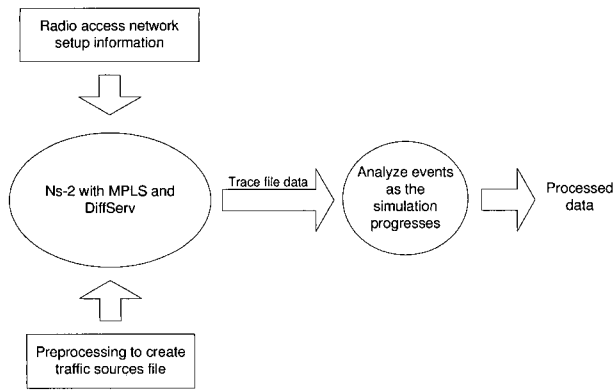 Radio access network
setup information
Ns-2 with MPLS and
DiffServ
Trace file data
Analyze events
as the
simulation
progresses
Processed
data
Preprocessing to create
traffic sources file